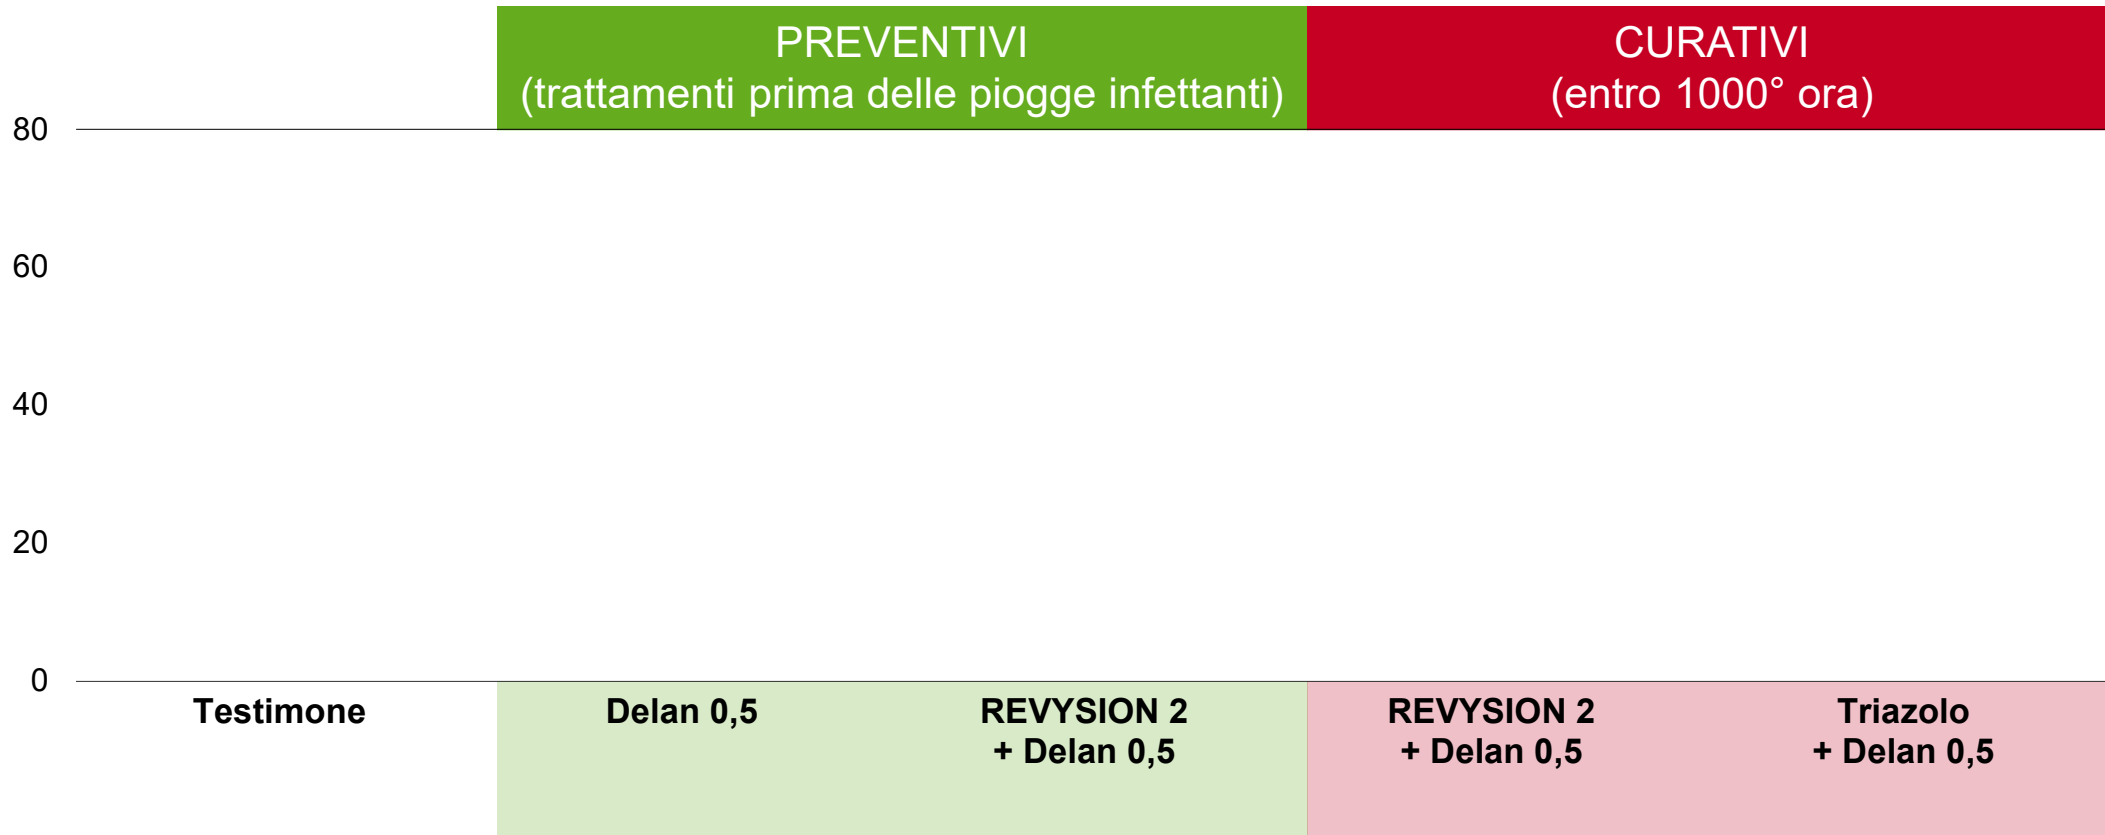 PREVENTIVI
(trattamenti prima delle piogge infettanti)
CURATIVI
(entro 1000° ora)
80
60
40
20
0
Testimone
Delan 0,5
REVYSION 2
+ Delan 0,5
REVYSION 2
+ Delan 0,5
Triazolo
+ Delan 0,5